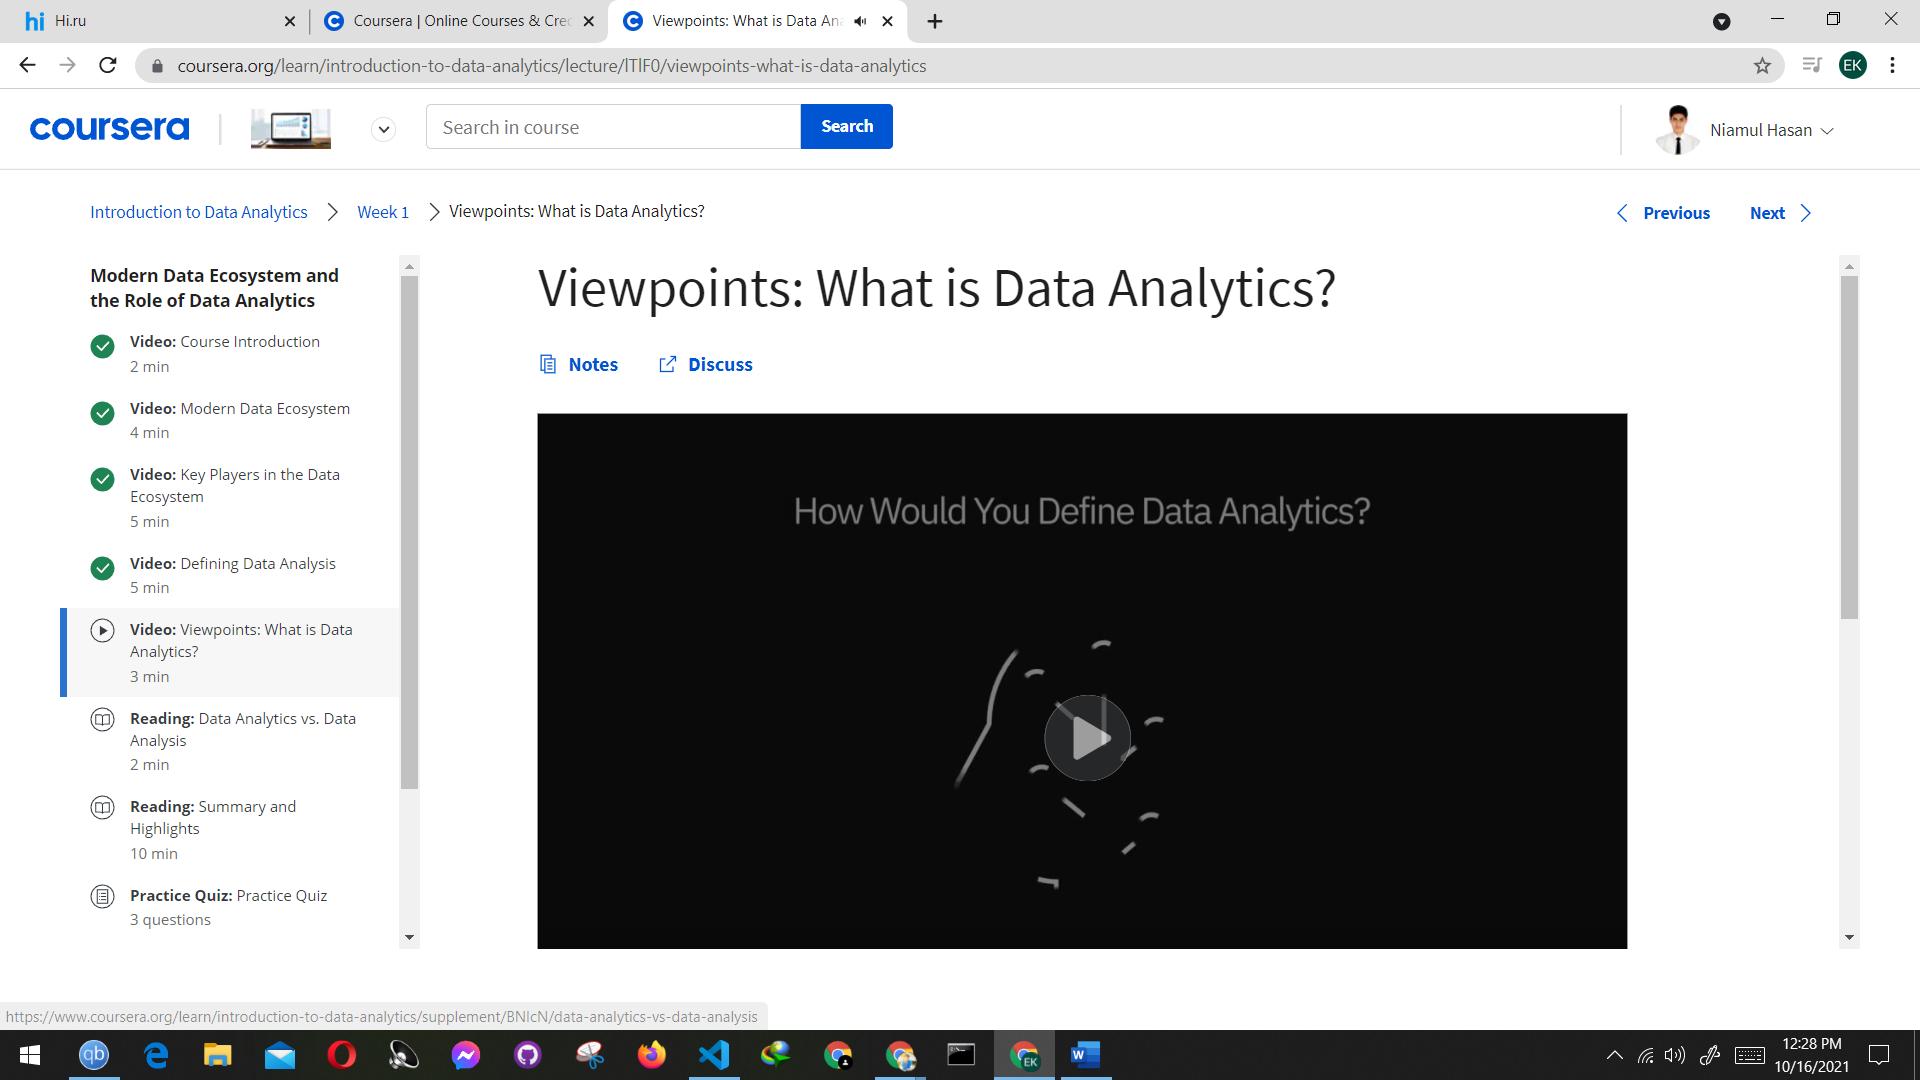 Hi.ru
Coursera | Online Courses & Cre
Viewpoints: What is Data An
coursera.org/learn/introduction-to-data-analytics/lecture/lTlF0/viewpoints-what-is-data-analytics
EK
coursera
Search in course
Search
Niamul Hasan
Introduction to Data Analytics
Week 1
Viewpoints: What is Data Analytics?
Previous
Next
Modern Data Ecosystem and
the Role of Data Analytics
Video: Course Introduction
2 min
Video: Modern Data Ecosystem
4 min
Video: Key Players in the Data
Ecosystem
5 min
Video: Defining Data Analysis
5 min
Video: Viewpoints: What is Data
Analytics?
3 min
Reading: Data Analytics vs. Data
Analysis
2 min
Reading: Summary and
Highlights
10 min
Practice Quiz: Practice Quiz
3 questions
Viewpoints: What is Data Analytics?
Notes
Discuss
How Would You Define Data Analytics?
https://www.coursera.org/learn/introduction-to-data-analytics/supplement/BNIcN/data-analytics-vs-data-analysis
12:28 PM
10/16/2021